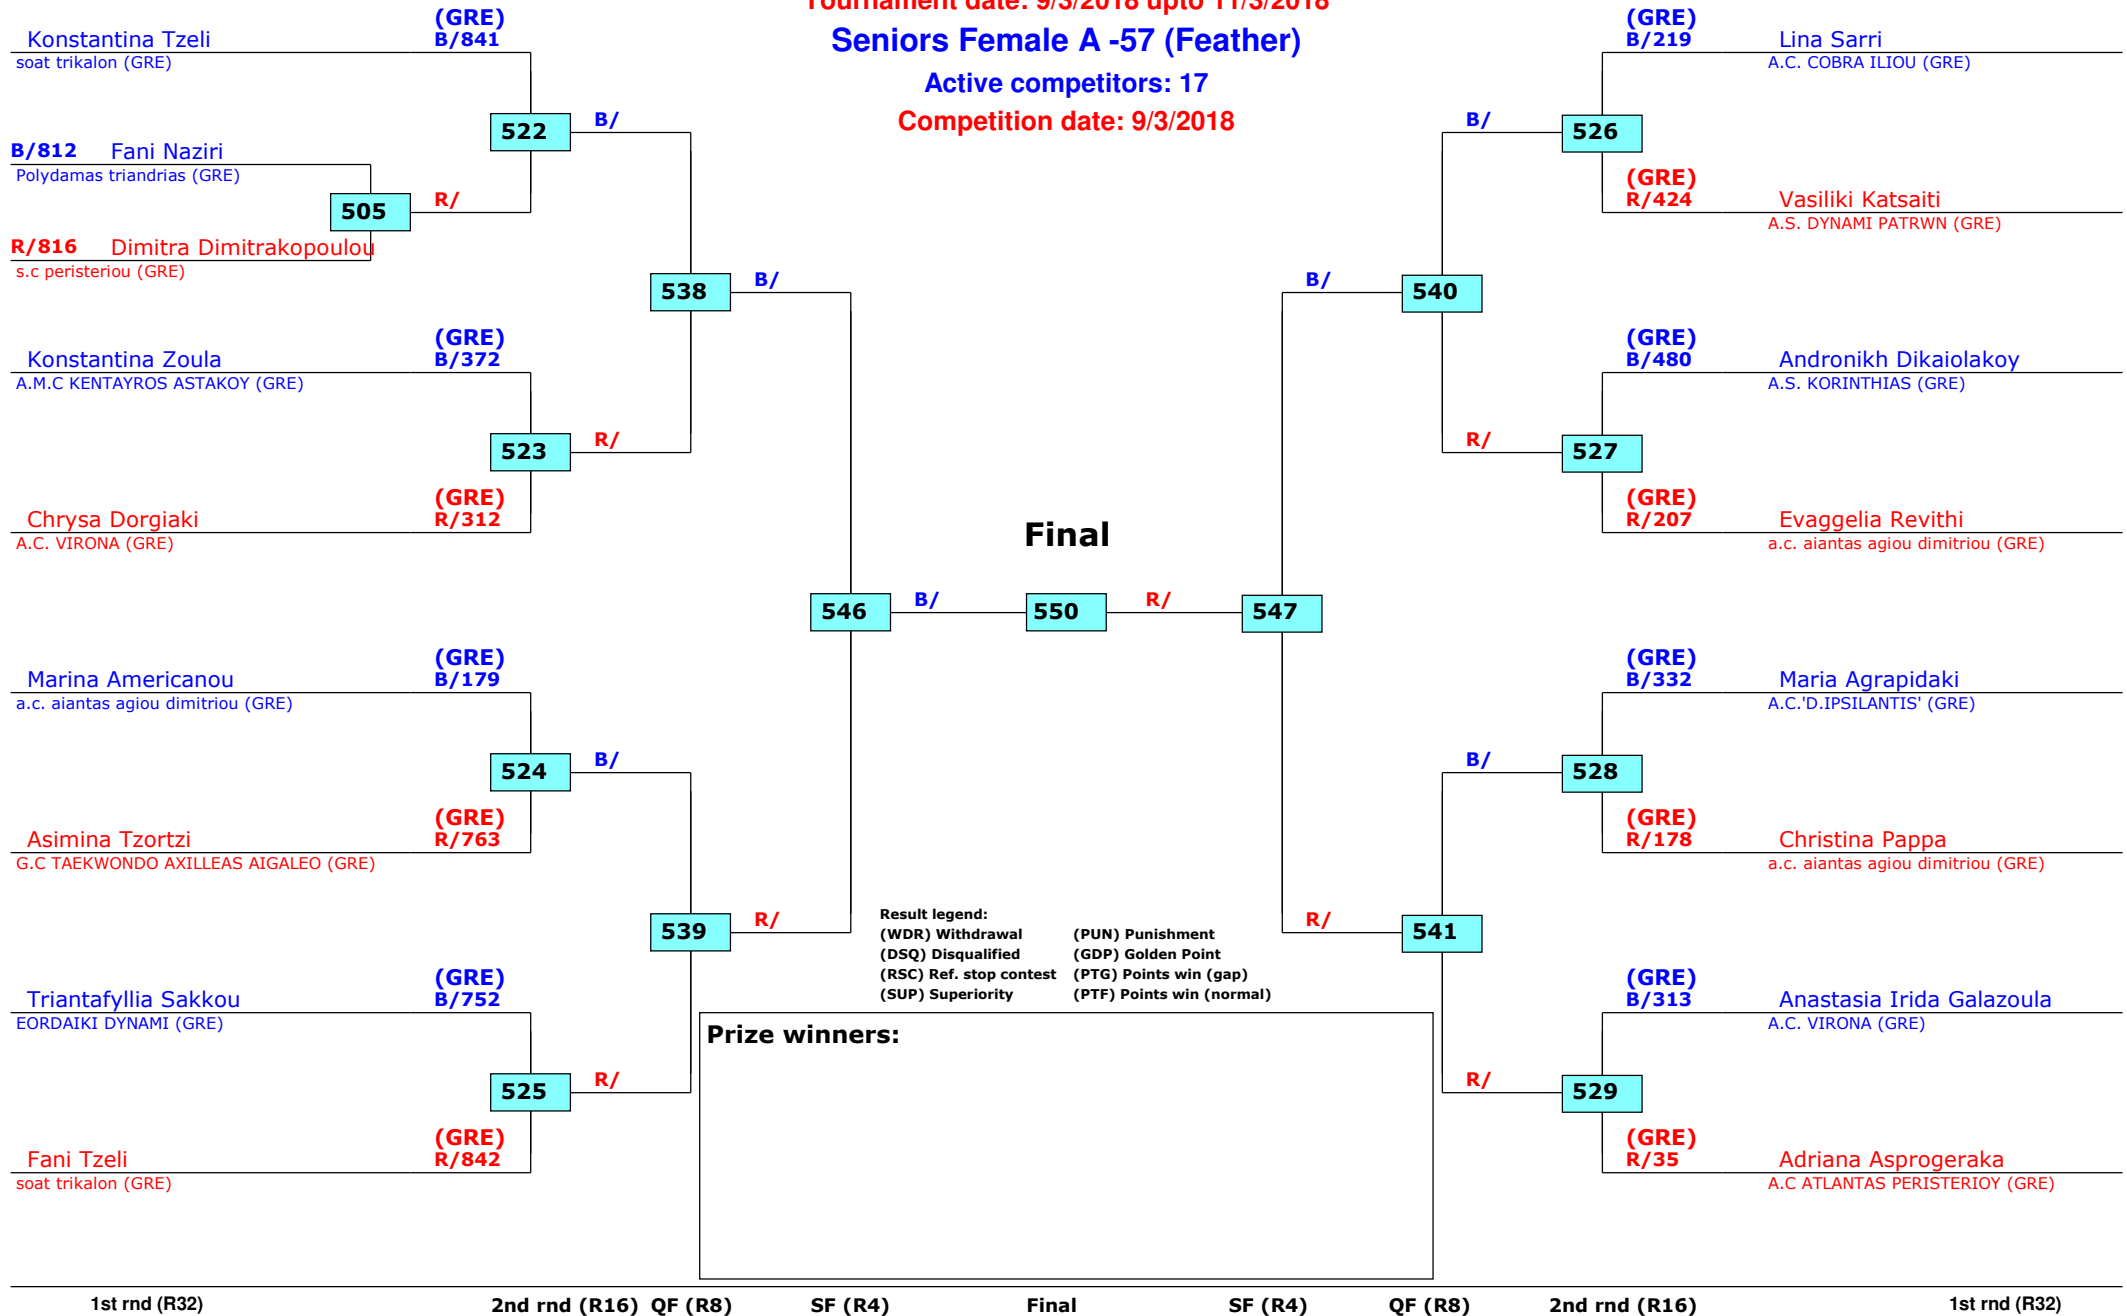 Tournament date: 9/3/2018 upto 11/3/2018
Seniors Female A -57 (Feather)
Active competitors: 17
Competition date: 9/3/2018
(GRE)
Konstantina Tzeli B/841
soat trikalon (GRE)
522 B/
B/812 Fani Naziri
Polydamas triandrias (GRE)
505 R/
R/816 Dimitra Dimitrakopoulou
s.c peristeriou (GRE)
538 B/
(GRE)
Konstantina Zoula B/372
A.M.C KENTAYROS ASTAKOY (GRE)
523 R/
(GRE)
Chrysa Dorgiaki R/312
A.C. VIRONA (GRE)
546 B/
(GRE)
Marina Americanou B/179
a.c. aiantas agiou dimitriou (GRE)
524 B/
(GRE)
Asimina Tzortzi R/763
G.C TAEKWONDO AXILLEAS AIGALEO (GRE)
539 R/
(GRE)
Triantafyllia Sakkou B/752
EORDAIKI DYNAMI (GRE)
525 R/
(GRE)
Fani Tzeli R/842
soat trikalon (GRE)
Final
550
(GRE)
B/219 Lina Sarri
A.C. COBRA ILIOU (GRE)
B/ 526
(GRE)
R/424 Vasiliki Katsaiti
A.S. DYNAMI PATRWN (GRE)
B/ 540
(GRE)
B/480 Andronikh Dikaiolakoy
A.S. KORINTHIAS (GRE)
R/ 527
(GRE)
R/207 Evaggelia Revithi
a.c. aiantas agiou dimitriou (GRE)
R/ 547
(GRE)
B/332 Maria Agrapidaki
A.C.'D.IPSILANTIS' (GRE)
B/ 528
(GRE)
R/178 Christina Pappa
a.c. aiantas agiou dimitriou (GRE)
R/ 541
(GRE)
B/313 Anastasia Irida Galazoula
A.C. VIRONA (GRE)
R/ 529
(GRE)
R/35 Adriana Asprogeraka
A.C ATLANTAS PERISTERIOY (GRE)
Result legend:
(WDR) Withdrawal (PUN) Punishment
(DSQ) Disqualified (GDP) Golden Point
(RSC) Ref. stop contest (PTG) Points win (gap)
(SUP) Superiority (PTF) Points win (normal)
Prize winners:
1st rnd (R32) 2nd rnd (R16) QF (R8) SF (R4) Final SF (R4) QF (R8) 2nd rnd (R16) 1st rnd (R32)